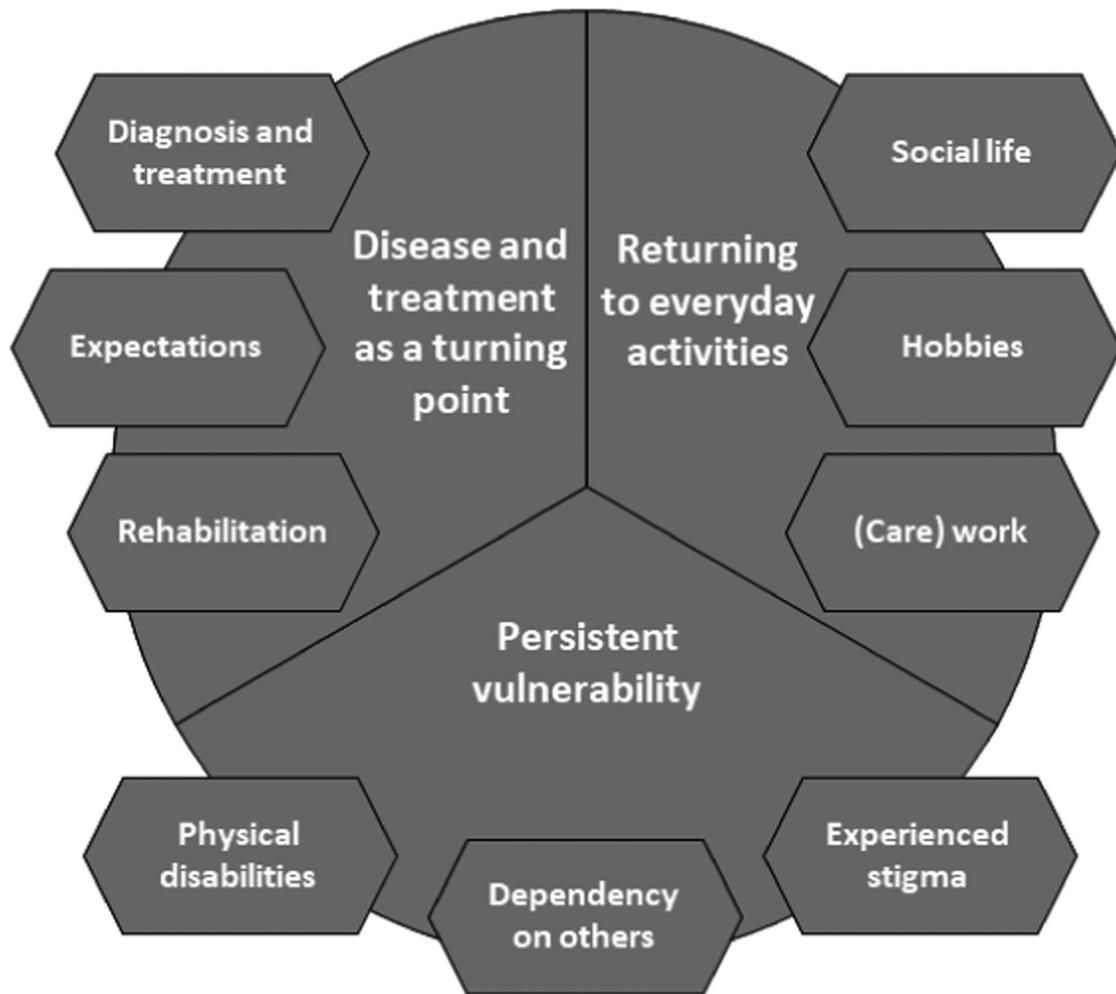 Diagnosis and
treatment
Expectations
Rehabilitation
Disease and
treatment
as a turning
point
Returning
to everyday
activities
Social life
Hobbies
(Care) work
Persistent
vulnerability
Physical
disabilities
Dependency
on others
Experienced
stigma